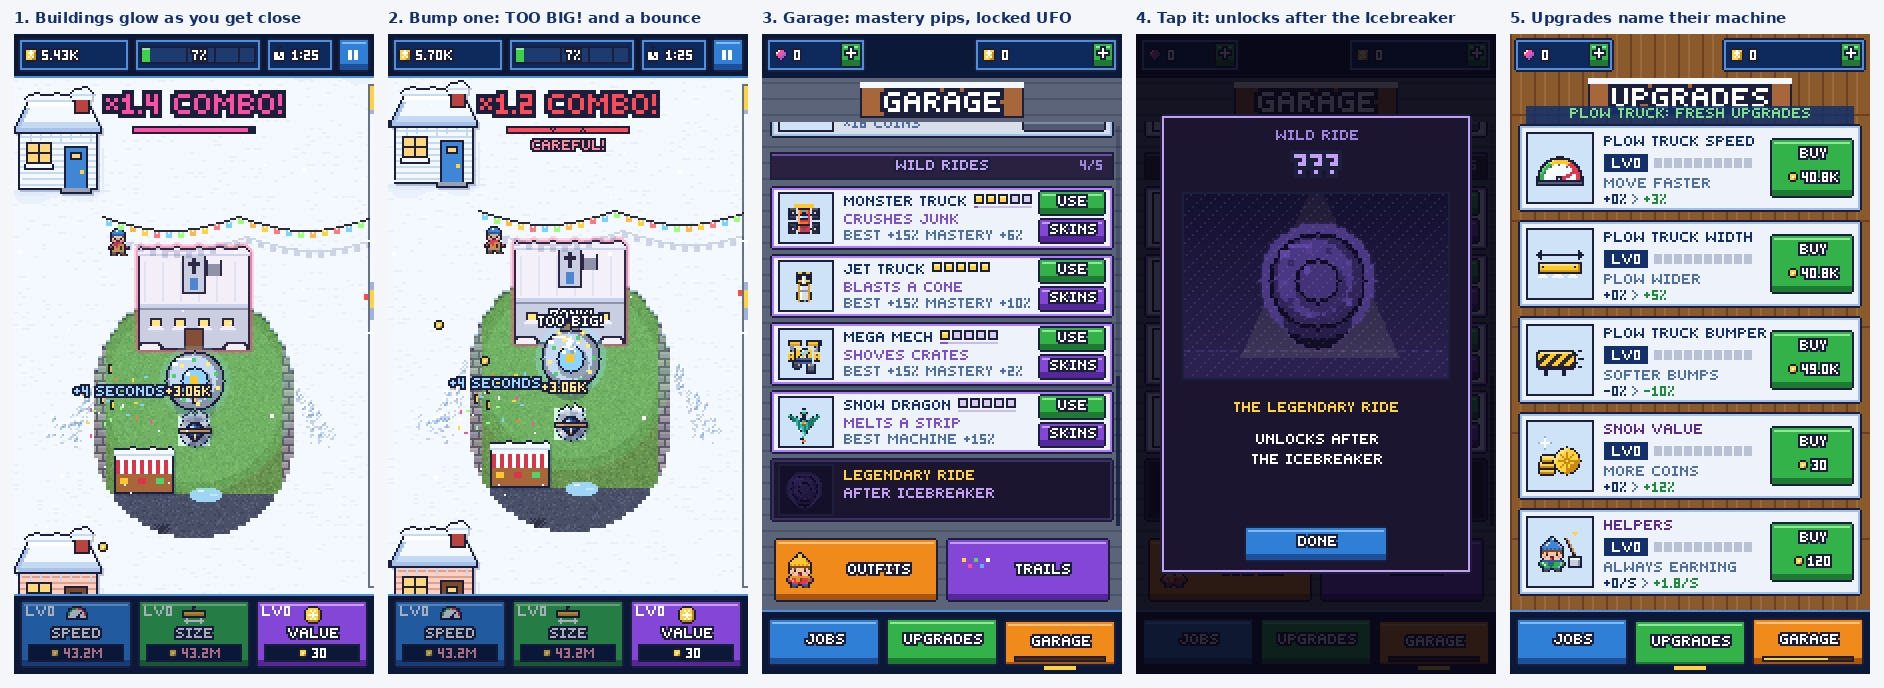 1. Buildings glow as you get close
5.43K
7%
1:25
x1.4 COMBO!
+4 SECONDS
+3.06K
LV0
SPEED
43.2M
LV0
SIZE
43.2M
LV0
VALUE
30
2. Bump one: TOO BIG! and a bounce
5.70K
7%
1:25
x1.2 COMBO!
CAREFUL!
TOO BIG!
+4 SECONDS
+3.06K
LV0
SPEED
43.2M
LV0
SIZE
43.2M
LV0
VALUE
30
3. Garage: mastery pips, locked UFO
0
+
0
+
GARAGE
WILD RIDES 4/5
MONSTER TRUCK
CRUSHES JUNK
BEST +15% MASTERY +6%
USE
SKINS
JET TRUCK
BLASTS A CONE
BEST +15% MASTERY +10%
USE
SKINS
MEGA MECH
SHOVES CRATES
BEST +15% MASTERY +2%
USE
SKINS
SNOW DRAGON
MELTS A STRIP
BEST MACHINE +15%
USE
SKINS
LEGENDARY RIDE
AFTER ICEBREAKER
OUTFITS
TRAILS
JOBS
UPGRADES
GARAGE
4. Tap it: unlocks after the Icebreaker
0
+
0
+
GARAGE
WILD RIDE
???
THE LEGENDARY RIDE
UNLOCKS AFTER
THE ICEBREAKER
DONE
JOBS
UPGRADES
GARAGE
5. Upgrades name their machine
0
+
0
+
UPGRADES
PLOW TRUCK: FRESH UPGRADES
PLOW TRUCK SPEED
LV0
MOVE FASTER
+0% > +3%
BUY
40.8K
PLOW TRUCK WIDTH
LV0
PLOW WIDER
+0% > +5%
BUY
40.8K
PLOW TRUCK BUMPER
LV0
SOFTER BUMPS
-0% > -10%
BUY
49.0K
SNOW VALUE
LV0
MORE COINS
+0% > +12%
BUY
30
HELPERS
LV0
ALWAYS EARNING
+0/S > +1.8/S
BUY
120
JOBS
UPGRADES
GARAGE